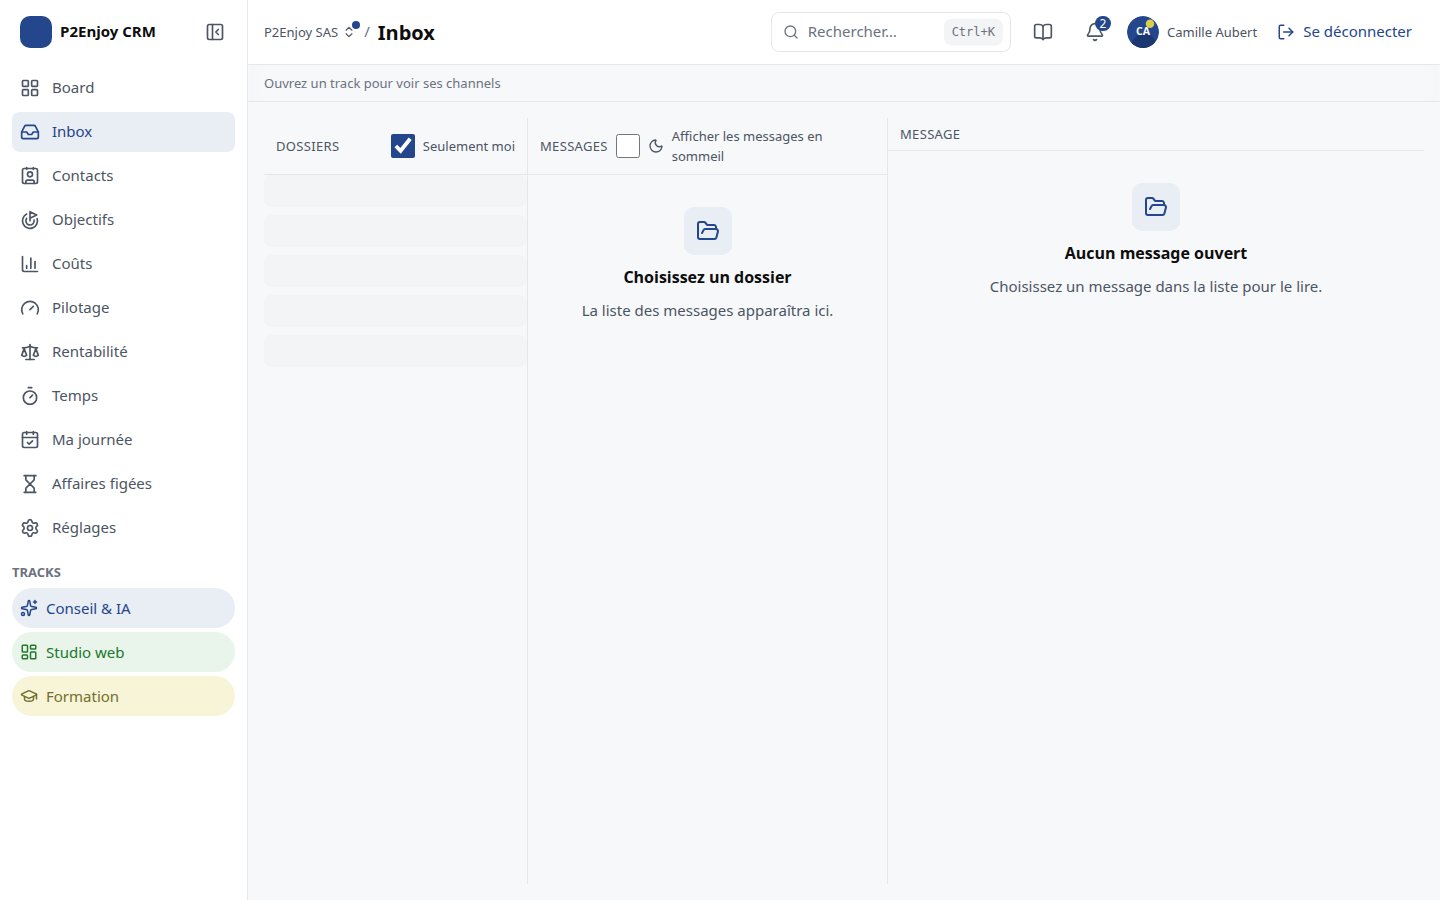 P2Enjoy CRM
Board
Inbox
Contacts
Objectifs
Coûts
Pilotage
Rentabilité
Temps
Ma journée
Affaires figées
Réglages
TRACKS
Conseil & IA
Studio web
Formation
P2Enjoy SAS / Inbox
Rechercher... Ctrl+K
2
CA Camille Aubert
Se déconnecter
Ouvrez un track pour voir ses channels
DOSSIERS Seulement moi
MESSAGES Afficher les messages en
sommeil
Choisissez un dossier
La liste des messages apparaîtra ici.
MESSAGE
Aucun message ouvert
Choisissez un message dans la liste pour le lire.